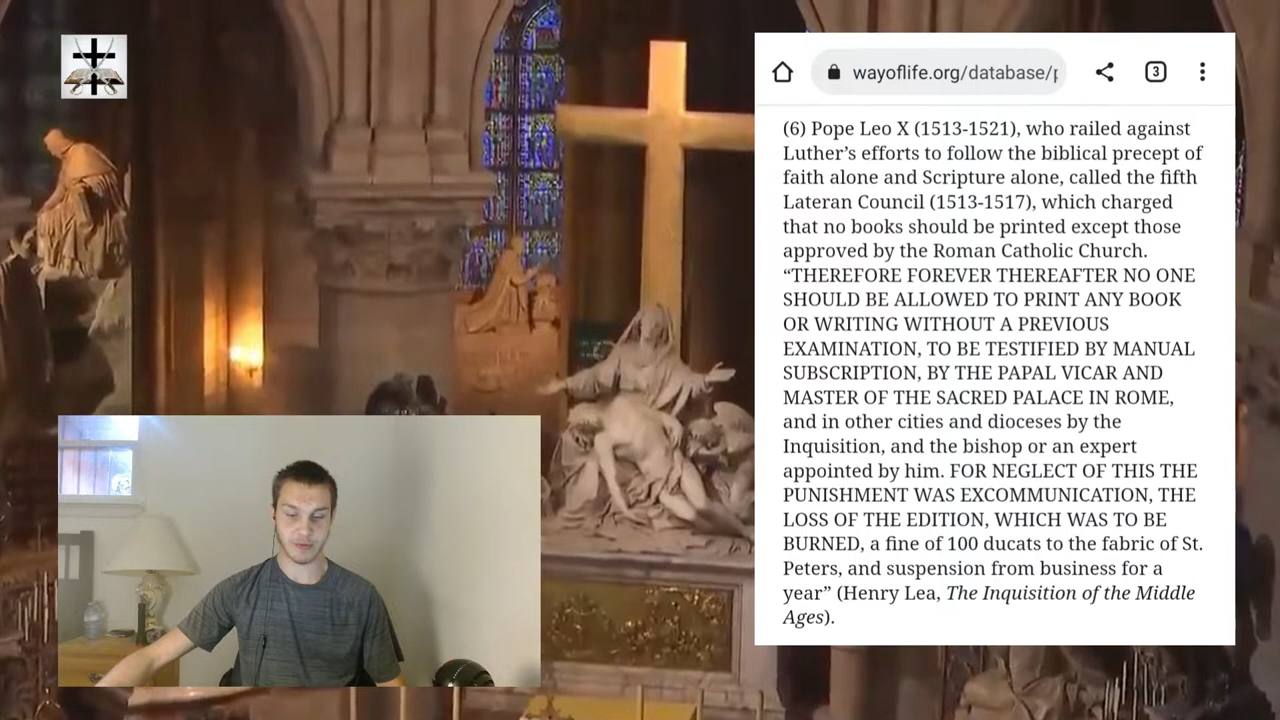 wayoflife.org/database/p
3
(6) Pope Leo X (1513-1521), who railed against
Luther’s efforts to follow the biblical precept of
faith alone and Scripture alone, called the fifth
Lateran Council (1513-1517), which charged
that no books should be printed except those
approved by the Roman Catholic Church.
“THEREFORE FOREVER THEREAFTER NO ONE
SHOULD BE ALLOWED TO PRINT ANY BOOK
OR WRITING WITHOUT A PREVIOUS
EXAMINATION, TO BE TESTIFIED BY MANUAL
SUBSCRIPTION, BY THE PAPAL VICAR AND
MASTER OF THE SACRED PALACE IN ROME,
and in other cities and dioceses by the
Inquisition, and the bishop or an expert
appointed by him. FOR NEGLECT OF THIS THE
PUNISHMENT WAS EXCOMMUNICATION, THE
LOSS OF THE EDITION, WHICH WAS TO BE
BURNED, a fine of 100 ducats to the fabric of St.
Peters, and suspension from business for a
year” (Henry Lea, The Inquisition of the Middle
Ages).